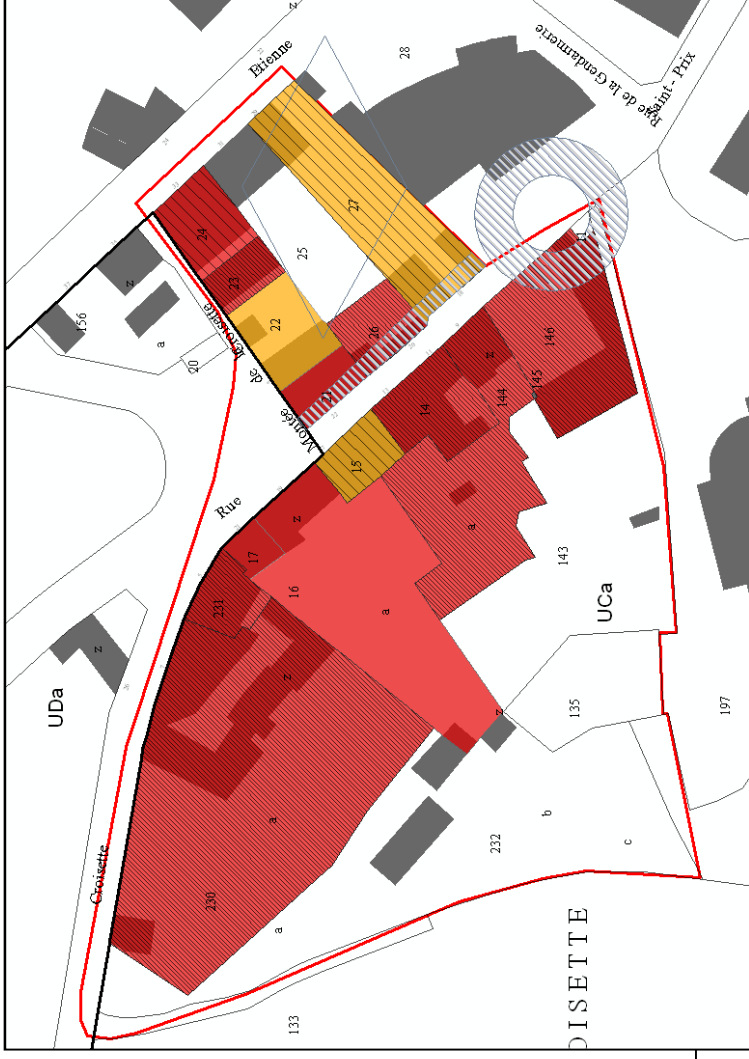 z
Etienne
28
Rue de la Gendarmerie
Saint - Prix
24
27
25
23
156
z
a
22
20
26
Montée de la Croisette
21
z
146
14
144
145
15
Rue
z
a
17
143
16
231
UCa
a
z
z
UDa
z
135
197
a
Croisette
b
232
c
230
a
133
OISETTE